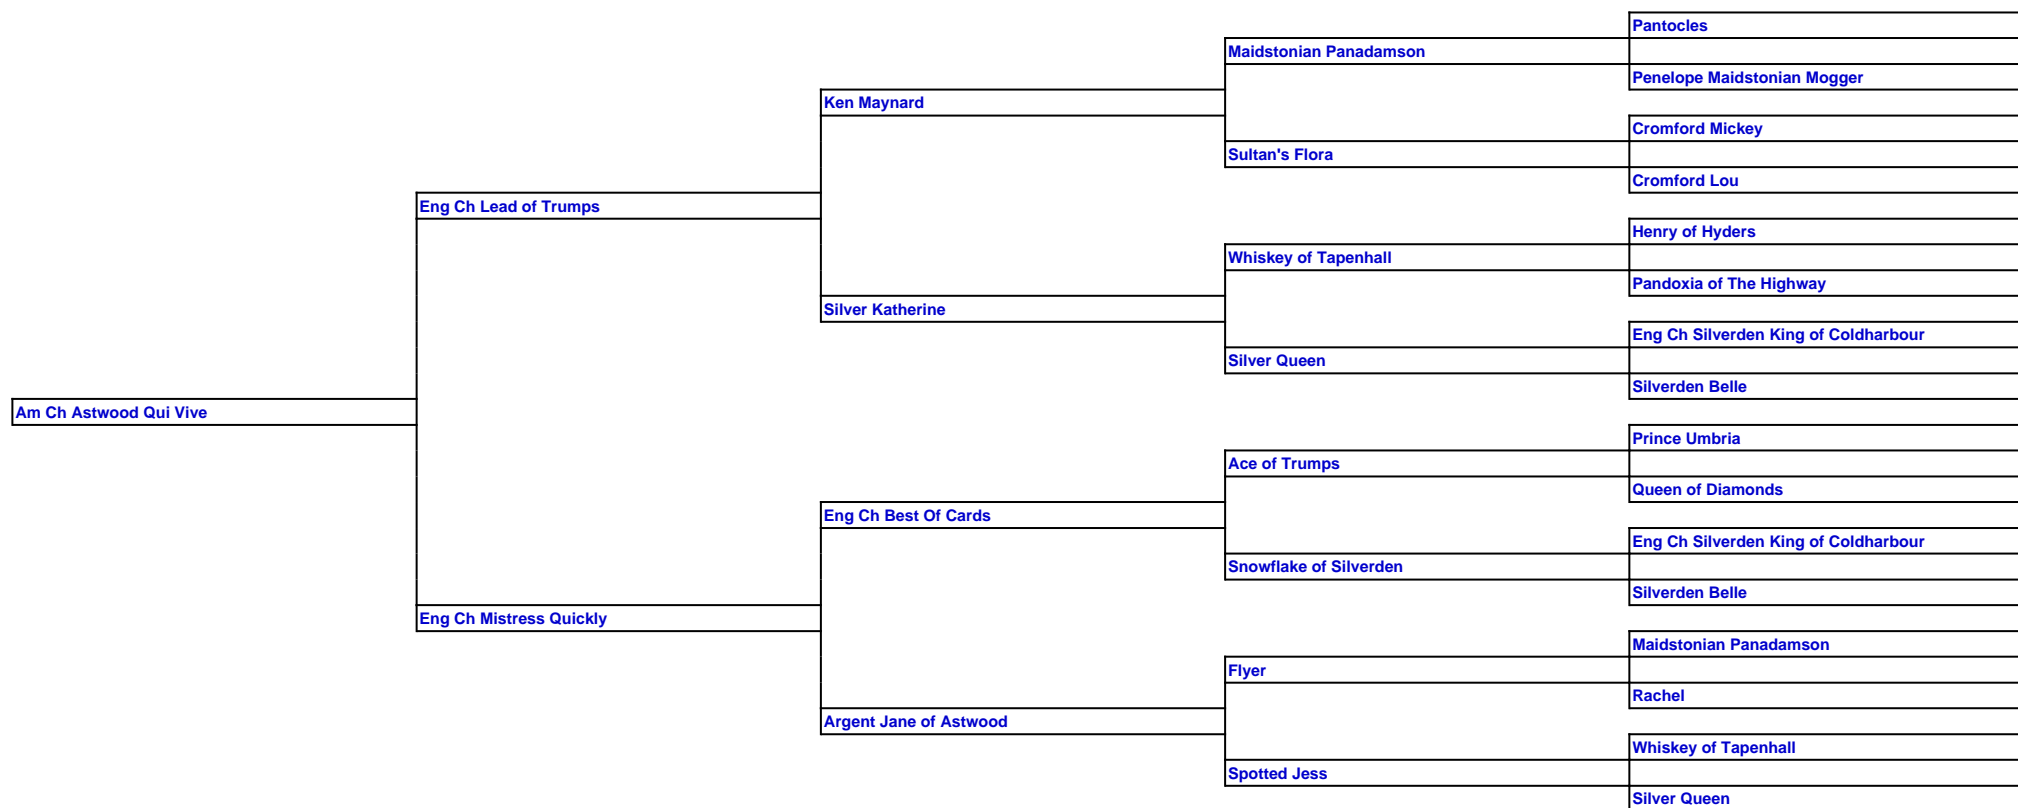 Pantocles
Maidstonian Panadamson
Penelope Maidstonian Mogger
Ken Maynard
Cromford Mickey
Sultan's Flora
Cromford Lou
Eng Ch Lead of Trumps
Henry of Hyders
Whiskey of Tapenhall
Pandoxia of The Highway
Silver Katherine
Eng Ch Silverden King of Coldharbour
Silver Queen
Silverden Belle
Am Ch Astwood Qui Vive
Prince Umbria
Ace of Trumps
Queen of Diamonds
Eng Ch Best Of Cards
Eng Ch Silverden King of Coldharbour
Snowflake of Silverden
Silverden Belle
Eng Ch Mistress Quickly
Maidstonian Panadamson
Flyer
Rachel
Argent Jane of Astwood
Whiskey of Tapenhall
Spotted Jess
Silver Queen